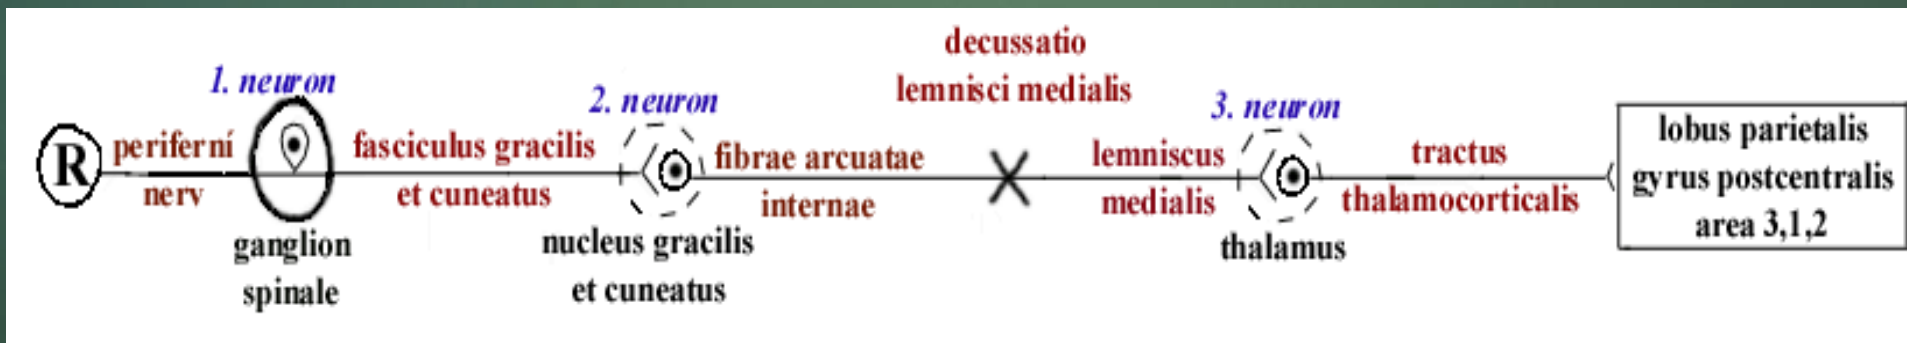 R
periferní
nerv
1. neuron
ganglion
spinale
fasciculus gracilis
et cuneatus
2. neuron
nucleus gracilis
et cuneatus
fibrae arcuatae
internae
decussatio
lemnisci medialis
lemniscus
medialis
3. neuron
thalamus
tractus
thalamocorticalis
lobus parietalis
gyrus postcentralis
area 3,1,2